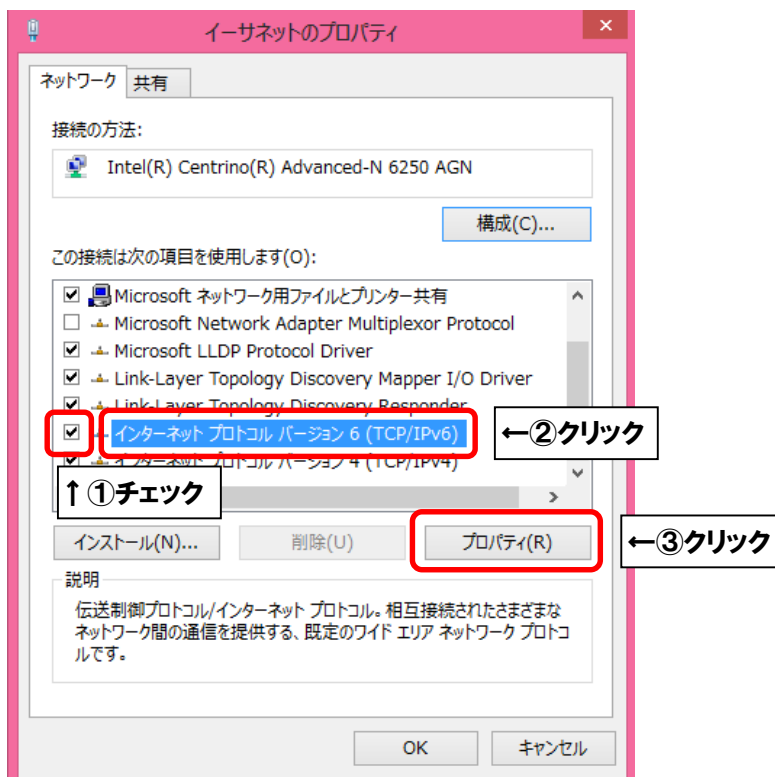 イーサネットのプロパティ
ネットワーク 共有
接続の方法:
Intel(R) Centrino(R) Advanced-N 6250 AGN
構成(C)...
この接続は次の項目を使用します(O):
Microsoft ネットワーク用ファイルとプリンター共有
Microsoft Network Adapter Multiplexor Protocol
Microsoft LLDP Protocol Driver
Link-Layer Topology Discovery Mapper I/O Driver
Link-Layer Topology Discovery Responder
インターネット プロトコル バージョン 6 (TCP/IPv6)
←②クリック
インターネット プロトコル バージョン 4 (TCP/IPv4)
↑①チェック
インストール(N)... 削除(U) プロパティ(R)
←③クリック
説明
伝送制御プロトコル/インターネット プロトコル。相互接続されたさまざまな
ネットワーク間の通信を提供する、既定のワイド エリア ネットワーク プロトコ
ルです。
OK キャンセル